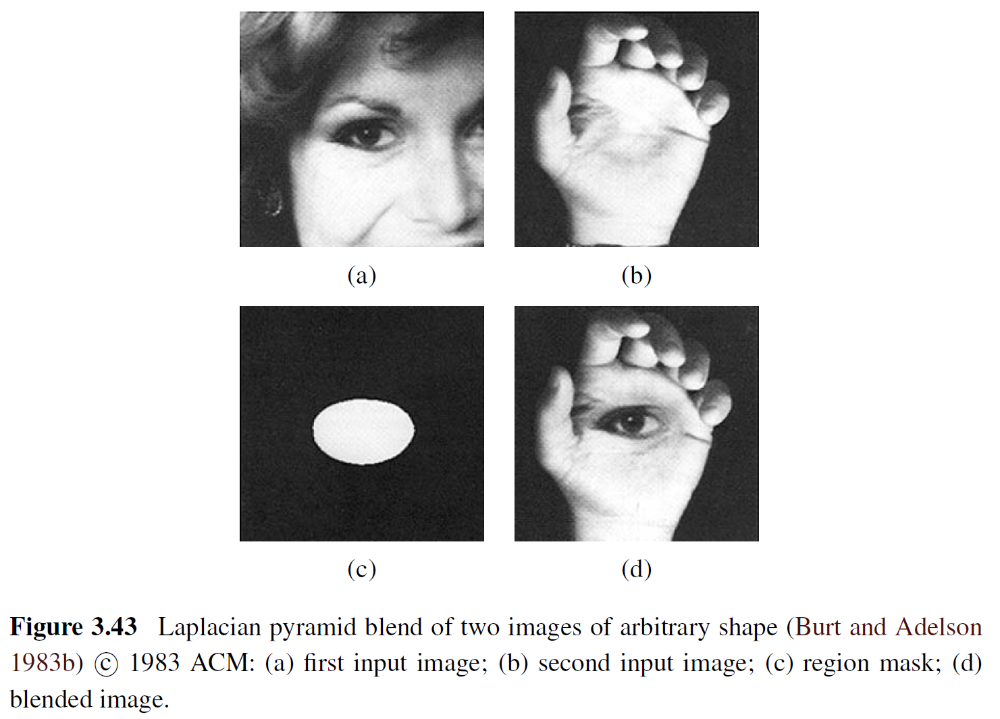 (a)
(b)
(c)
(d)
Figure 3.43 Laplacian pyramid blend of two images of arbitrary shape (Burt and Adelson
1983b) © 1983 ACM: (a) first input image; (b) second input image; (c) region mask; (d)
blended image.